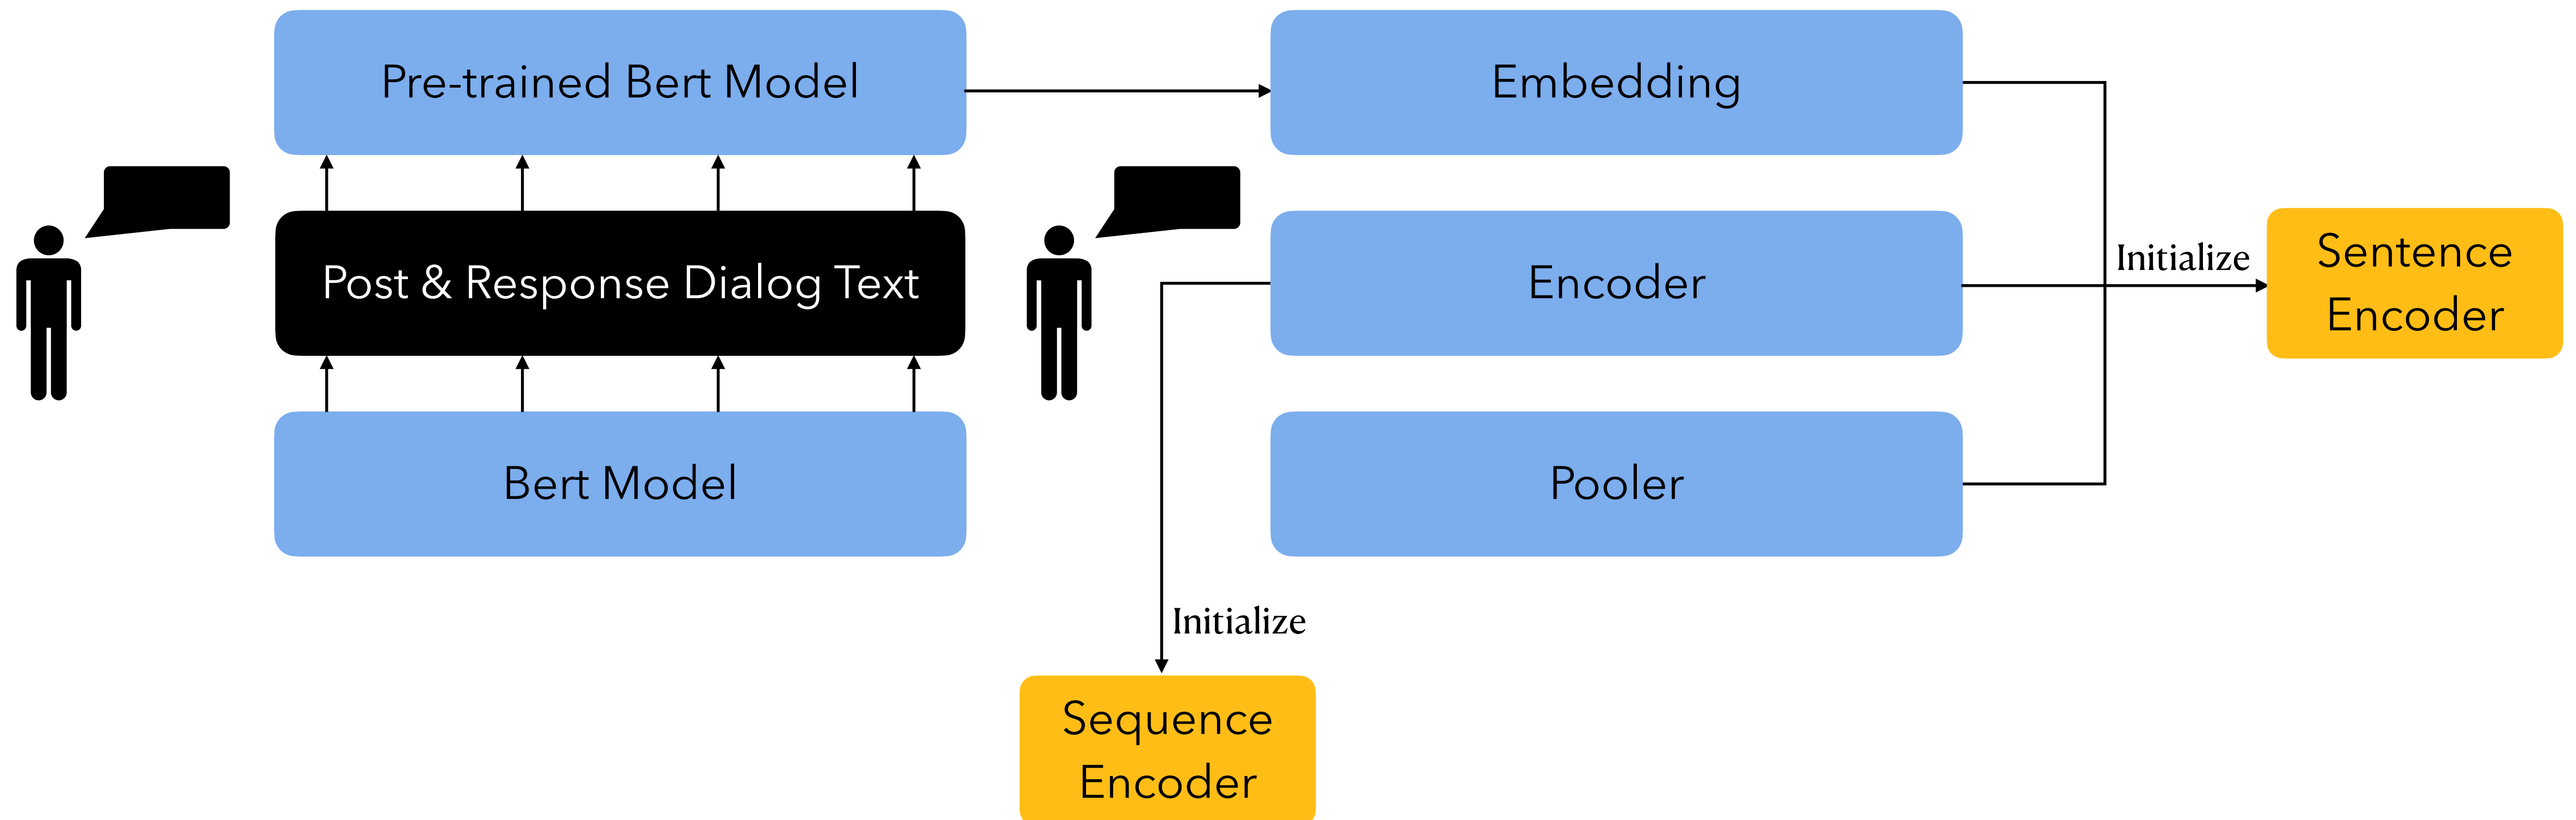 Pre-trained Bert Model
Embedding
Post & Response Dialog Text
Encoder
Initialize
Sentence
Encoder
Bert Model
Pooler
Initialize
Sequence
Encoder